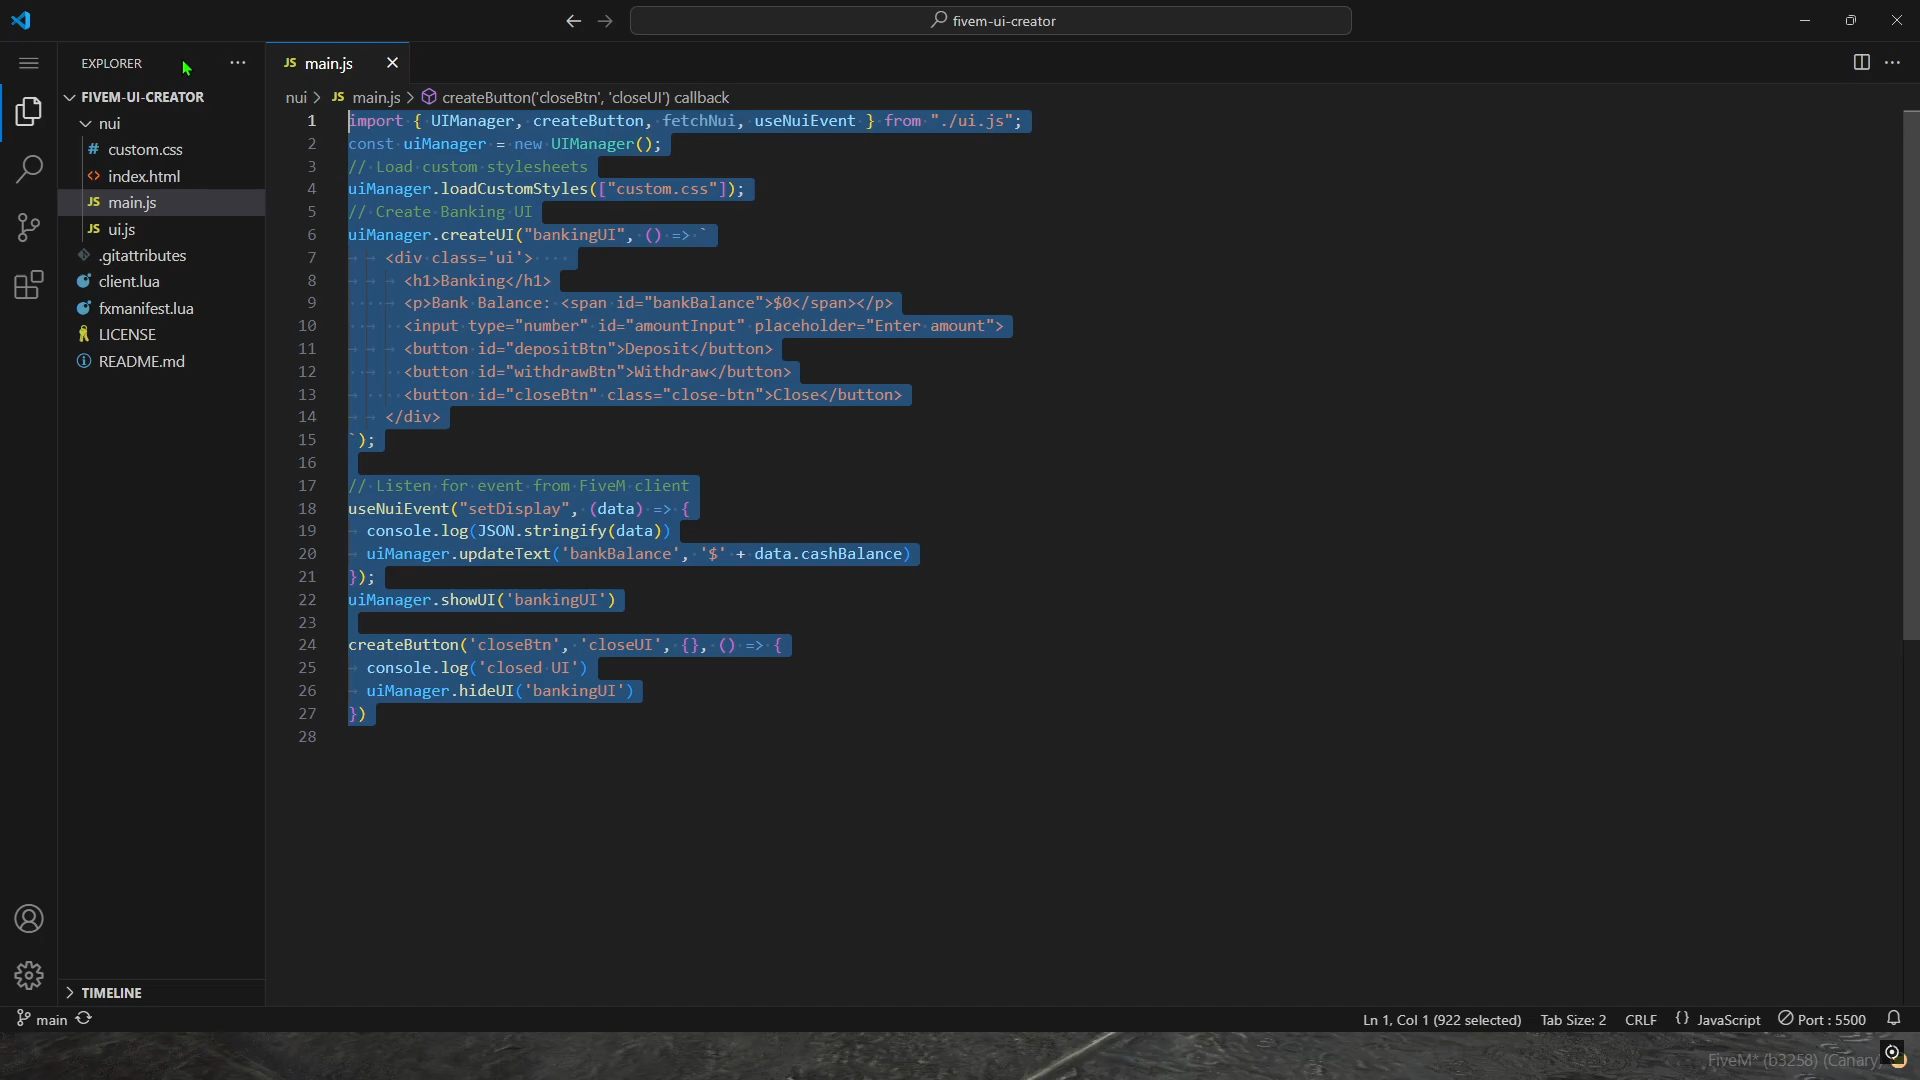 fivem-ui-creator
EXPLORER
FIVEM-UI-CREATOR
nui
# custom.css
<> index.html
JS main.js
JS ui.js
.gitattributes
client.lua
fxmanifest.lua
LICENSE
README.md
TIMELINE
JS main.js
nui > JS main.js > createButton('closeBtn', 'closeUI') callback
1 import { UIManager, createButton, fetchNui, useNuiEvent } from "./ui.js";
2 const uiManager = new UIManager();
3 // Load custom stylesheets
4 uiManager.loadCustomStyles(["custom.css"]);
5 // Create Banking UI
6 uiManager.createUI("bankingUI", () => `
7 <div class='ui'>
8 <h1>Banking</h1>
9 <p>Bank Balance: <span id="bankBalance">$0</span></p>
10 <input type="number" id="amountInput" placeholder="Enter amount">
11 <button id="depositBtn">Deposit</button>
12 <button id="withdrawBtn">Withdraw</button>
13 <button id="closeBtn" class="close-btn">Close</button>
14 </div>
15 `);
16
17 // Listen for event from FiveM client
18 useNuiEvent("setDisplay", (data) => {
19 console.log(JSON.stringify(data))
20 uiManager.updateText('bankBalance', '$' + data.cashBalance)
21 });
22 uiManager.showUI('bankingUI')
23
24 createButton('closeBtn', 'closeUI', {}, () => {
25 console.log('closed UI')
26 uiManager.hideUI('bankingUI')
27 })
28
main
Ln 1, Col 1 (922 selected) Tab Size: 2 CRLF {} JavaScript Port : 5500
FiveM* (b3258) (Canary)